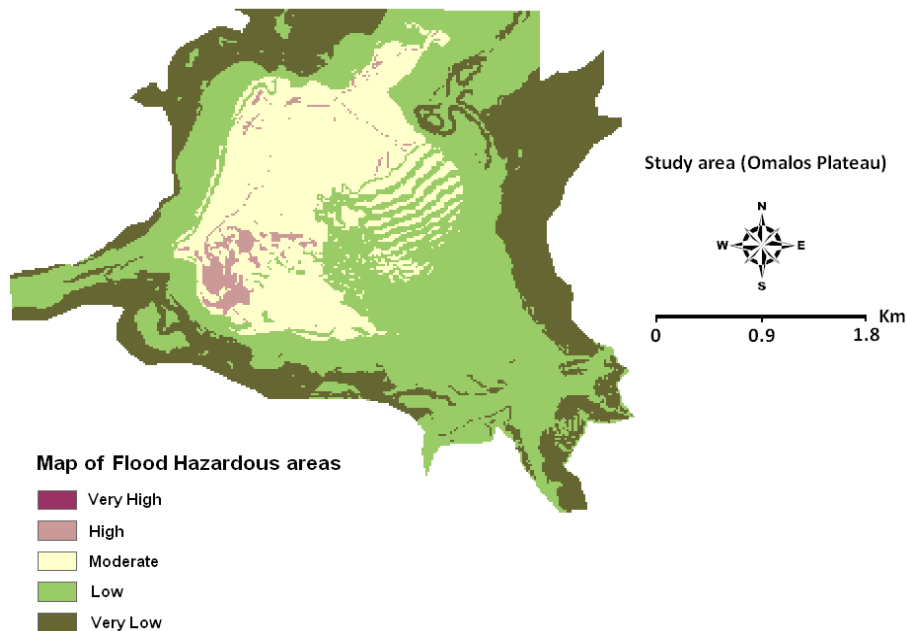 Study area (Omalos Plateau)
N
W E
S
Km
0 0.9 1.8
Map of Flood Hazardous areas
Very High
High
Moderate
Low
Very Low